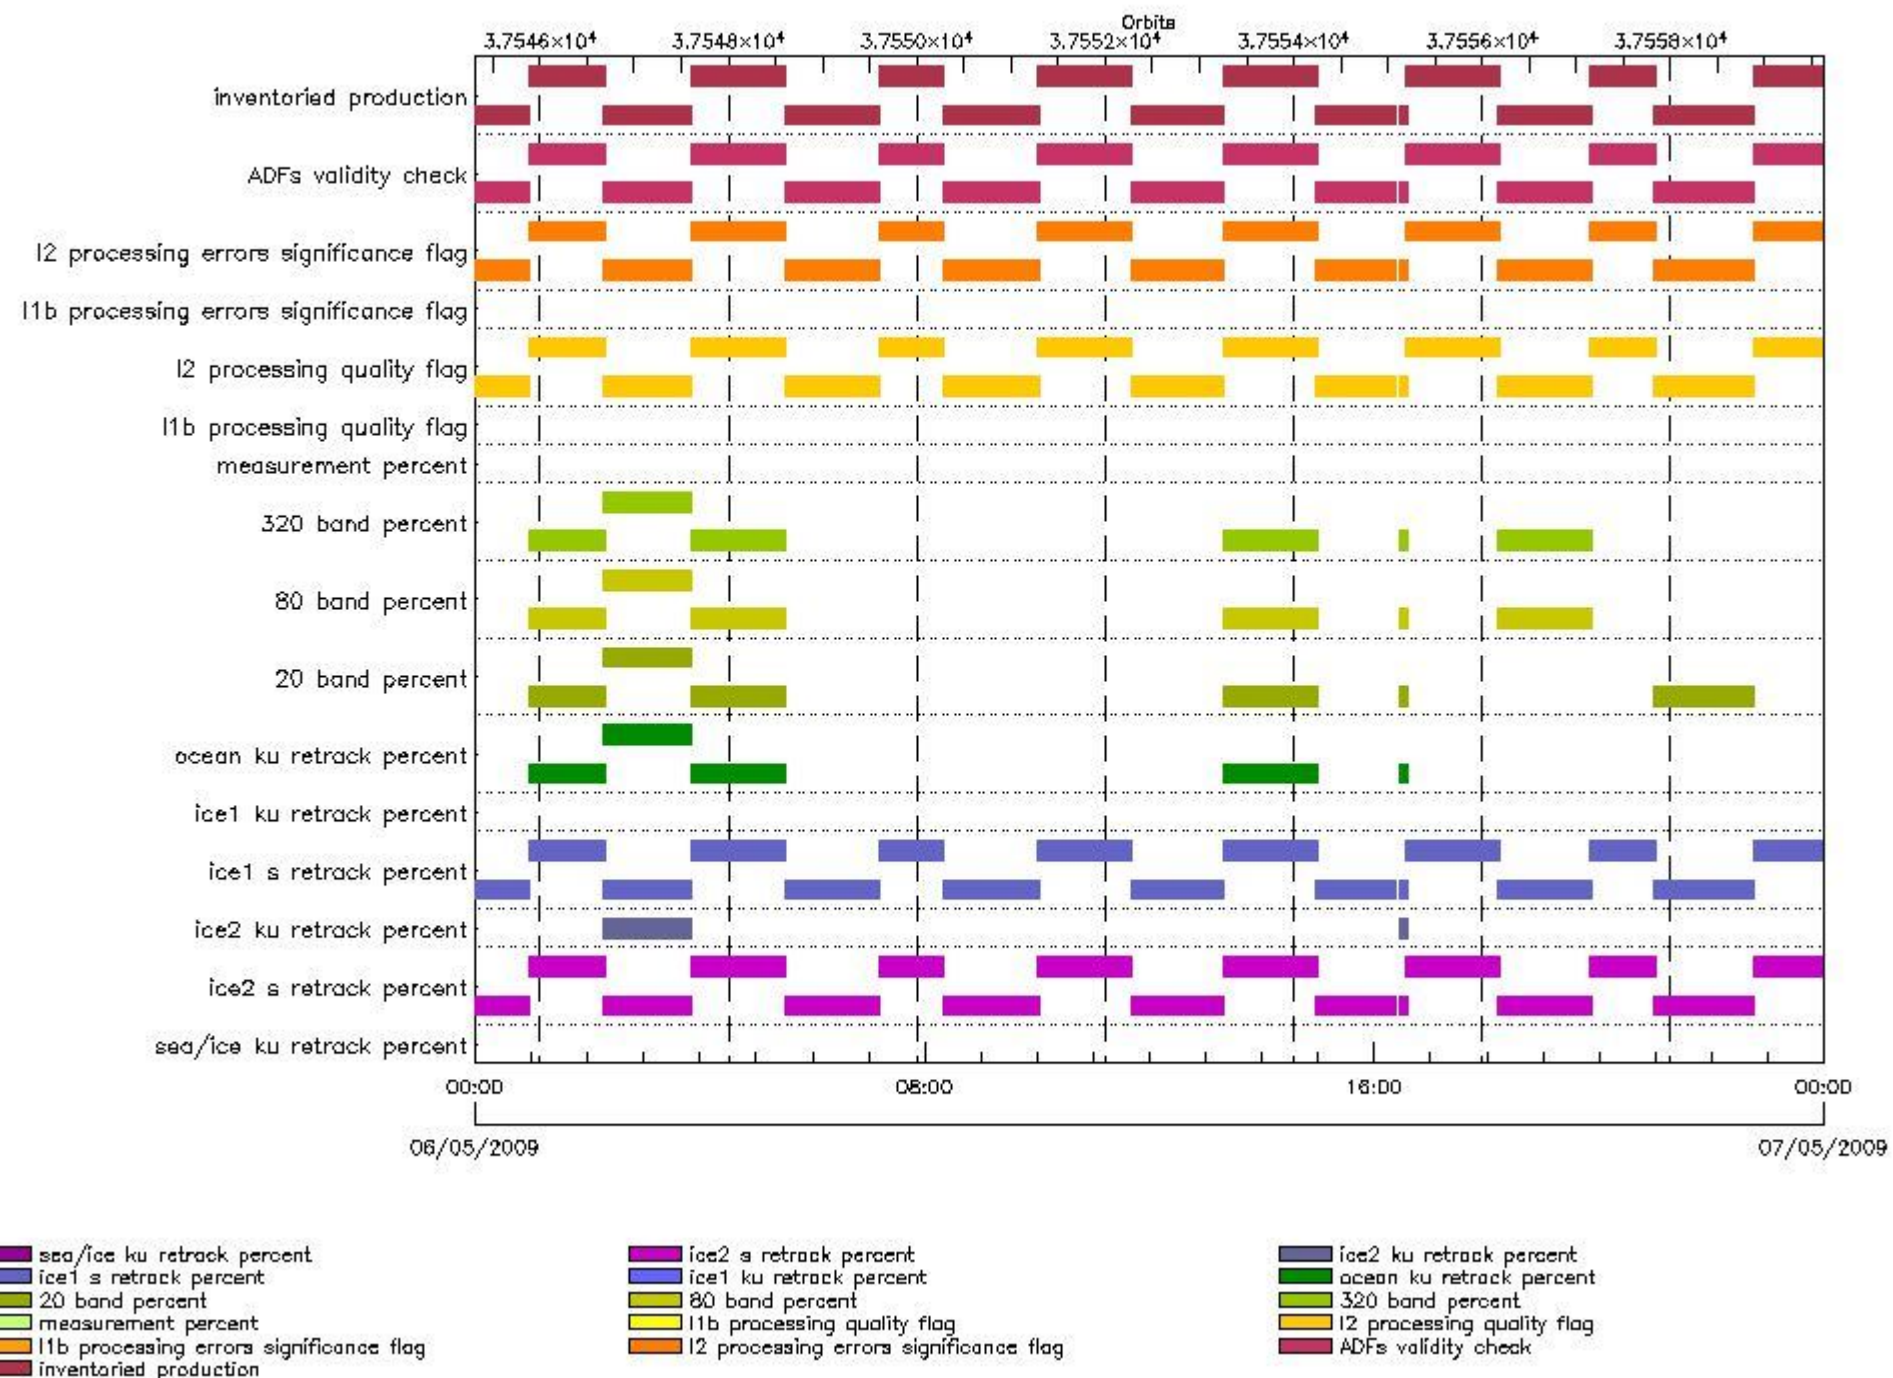 Orbits
3.7546×10⁴ 3.7548×10⁴ 3.7550×10⁴ 3.7552×10⁴ 3.7554×10⁴ 3.7556×10⁴ 3.7558×10⁴
inventoried production
ADFs validity check
l2 processing errors significance flag
l1b processing errors significance flag
l2 processing quality flag
l1b processing quality flag
measurement percent
320 band percent
80 band percent
20 band percent
ocean ku retrack percent
ice1 ku retrack percent
ice1 s retrack percent
ice2 ku retrack percent
ice2 s retrack percent
sea/ice ku retrack percent
00:00 08:00 16:00 00:00
06/05/2009 07/05/2009
sea/ice ku retrack percent ice2 s retrack percent ice2 ku retrack percent
ice1 s retrack percent ice1 ku retrack percent ocean ku retrack percent
20 band percent 80 band percent 320 band percent
measurement percent l1b processing quality flag l2 processing quality flag
l1b processing errors significance flag l2 processing errors significance flag ADFs validity check
inventoried production